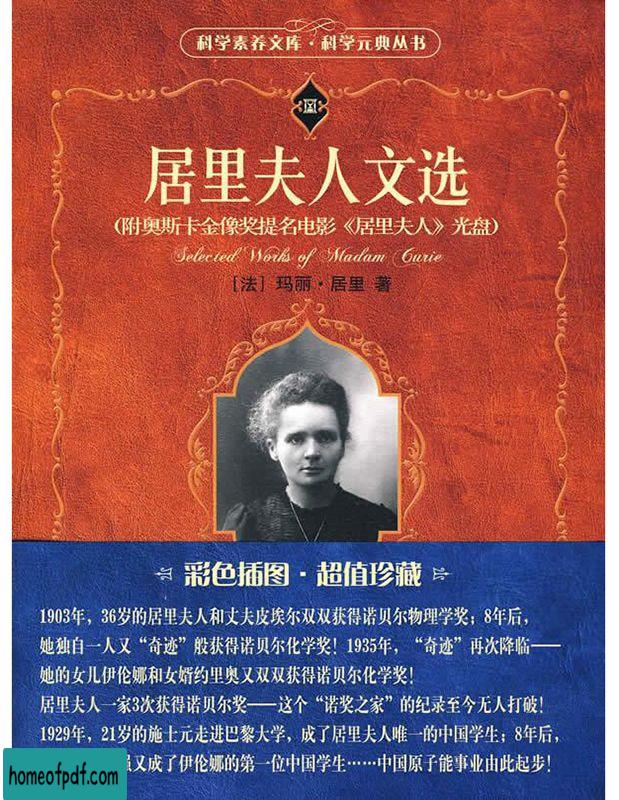 科学素养文库·科学元典丛书
居里夫人文选
(附奥斯卡金像奖提名电影《居里夫人》光盘)
Selected Works of Madam Curie
[法] 玛丽·居里 著
彩色插图·超值珍藏
1903年，36岁的居里夫人和丈夫皮埃尔双双获得诺贝尔物理学奖；8年后，
她独自一人又“奇迹”般获得诺贝尔化学奖！1935年，“奇迹”再次降临——
她的女儿伊伦娜和女婿约里奥又双双获得诺贝尔化学奖！
居里夫人一家3次获得诺贝尔奖——这个“诺奖之家”的纪录至今无人打破！
1929年，21岁的施士元走进巴黎大学，成了居里夫人唯一的中国学生；8年后，
又成了伊伦娜的第一位中国学生……中国原子能事业由此起步！
homeofpdf.com